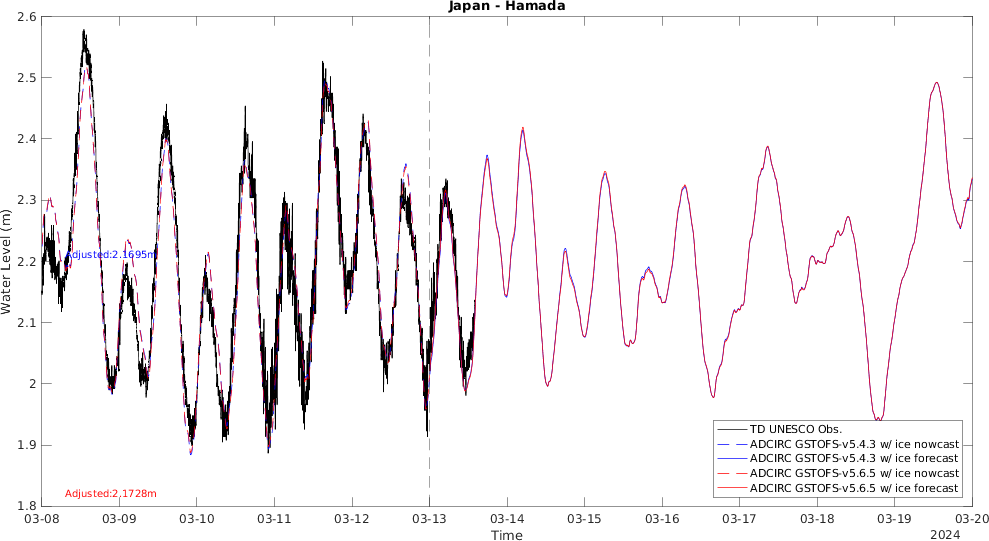 Japan - Hamada
Water Level (m)
2.6
2.5
2.4
2.3
2.2
2.1
2
1.9
1.8
Adjusted:2.1695m
Adjusted:2.1728m
TD UNESCO Obs.
ADCIRC GSTOFS-v5.4.3 w/ ice nowcast
ADCIRC GSTOFS-v5.4.3 w/ ice forecast
ADCIRC GSTOFS-v5.6.5 w/ ice nowcast
ADCIRC GSTOFS-v5.6.5 w/ ice forecast
03-08 03-09 03-10 03-11 03-12 03-13 03-14 03-15 03-16 03-17 03-18 03-19 03-20
Time
2024